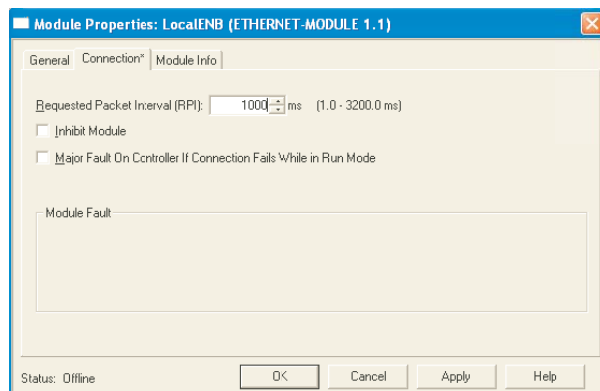 Module Properties: LocalENB (ETHERNET-MODULE 1.1)
General Connection* Module Info
Requested Packet Interval (RPI): 1000 ms (1.0 - 3200.0 ms)
Inhibit Module
Major Fault On Controller If Connection Fails While in Run Mode
Module Fault
Status: Offline OK Cancel Apply Help